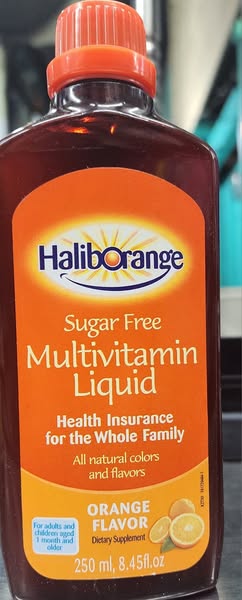 Haliborange
Sugar Free
Multivitamin
Liquid
Health Insurance
for the Whole Family
All natural colors
and flavors
ORANGE
FLAVOR
Dietary Supplement
For adults and
children aged
1 month and
older
250 ml, 8.45fl.oz